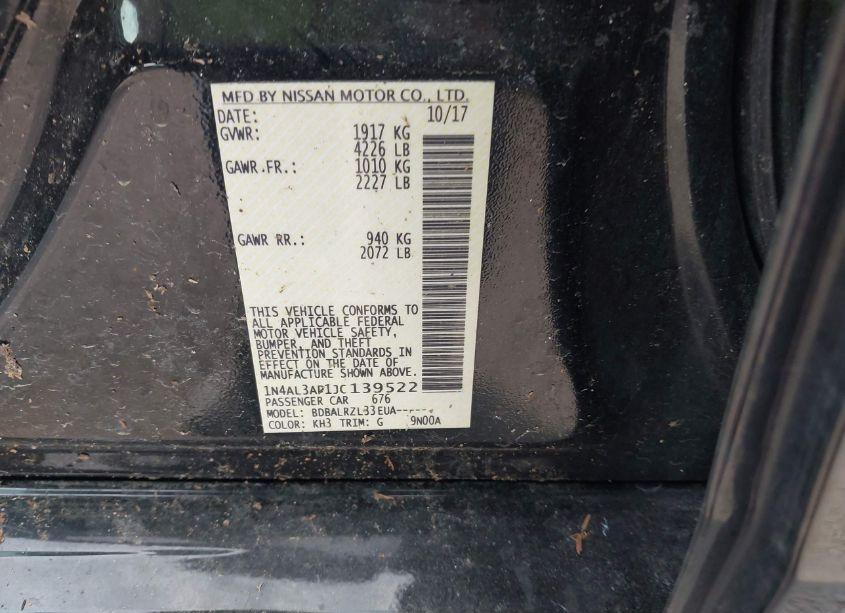 MFD BY NISSAN MOTOR CO., LTD.
DATE: 10/17
GVWR: 1917 KG
4226 LB
GAWR FR.: 1010 KG
2227 LB
GAWR RR.: 940 KG
2072 LB
THIS VEHICLE CONFORMS TO
ALL APPLICABLE FEDERAL
MOTOR VEHICLE SAFETY,
BUMPER, AND THEFT
PREVENTION STANDARDS IN
EFFECT ON THE DATE OF
MANUFACTURE SHOWN ABOVE.
1N4AL3AP1JC139522
PASSENGER CAR 676
MODEL: BDBALRZL33EUA-----
COLOR: KH3 TRIM: G 9N00A